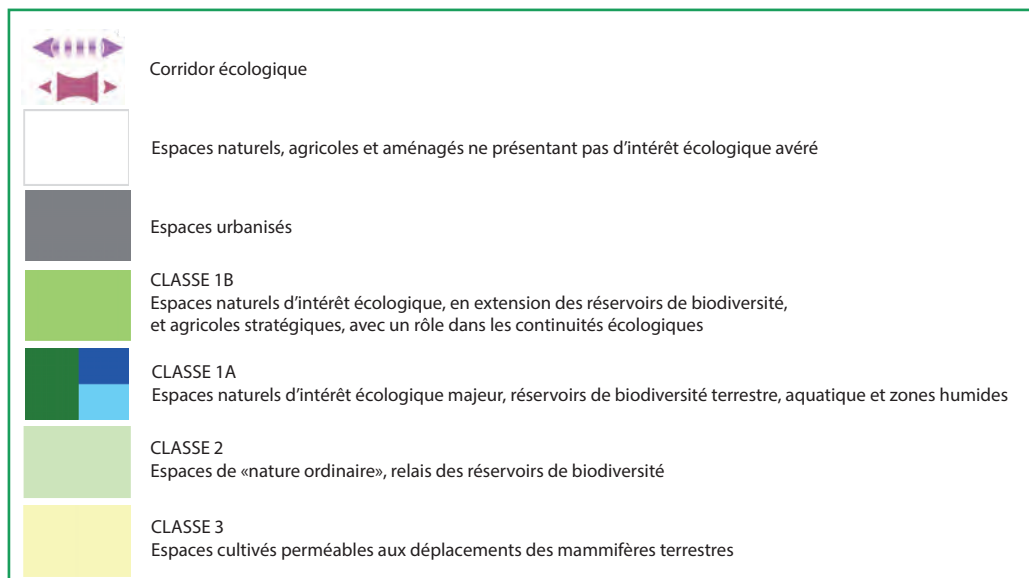 Corridor écologique
Espaces naturels, agricoles et aménagés ne présentant pas d'intérêt écologique avéré
Espaces urbanisés
CLASSE 1B
Espaces naturels d'intérêt écologique, en extension des réservoirs de biodiversité,
et agricoles stratégiques, avec un rôle dans les continuités écologiques
CLASSE 1A
Espaces naturels d'intérêt écologique majeur, réservoirs de biodiversité terrestre, aquatique et zones humides
CLASSE 2
Espaces de «nature ordinaire», relais des réservoirs de biodiversité
CLASSE 3
Espaces cultivés perméables aux déplacements des mammifères terrestres